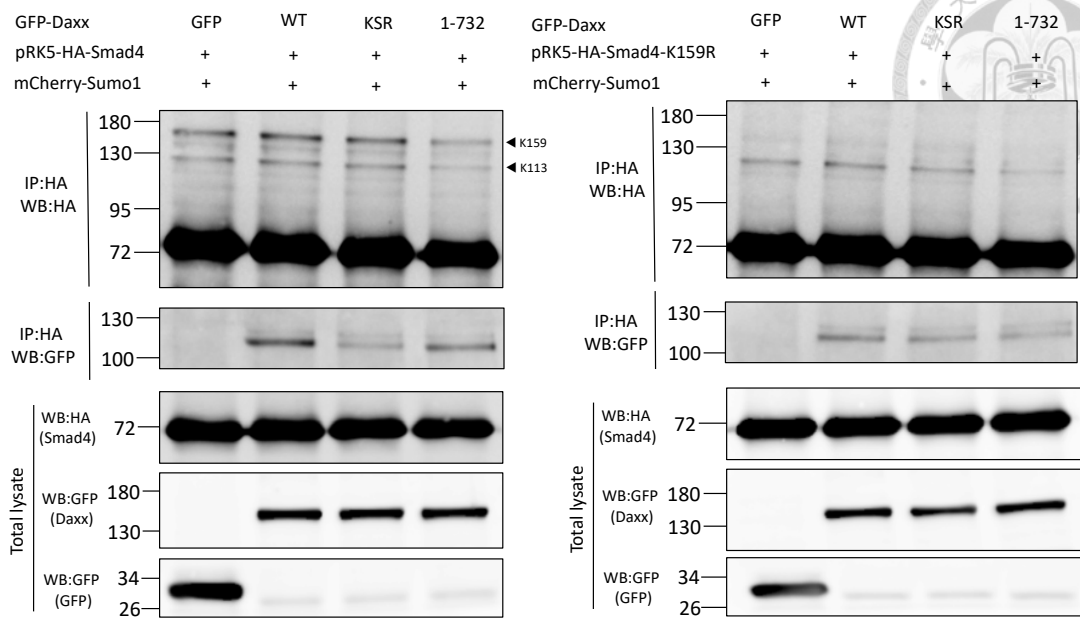 GFP-Daxx GFP WT KSR 1-732
pRK5-HA-Smad4 + + + +
mCherry-Sumo1 + + + +
IP:HA
WB:HA
180
130
95
72
K159
K113
IP:HA
WB:GFP
130
100
Total lysate
WB:HA
(Smad4)
72
WB:GFP
(Daxx)
180
130
WB:GFP
(GFP)
34
26
GFP-Daxx GFP WT KSR 1-732
pRK5-HA-Smad4-K159R + + + +
mCherry-Sumo1 + + + +
IP:HA
WB:HA
180
130
95
72
IP:HA
WB:GFP
130
100
Total lysate
WB:HA
(Smad4)
72
WB:GFP
(Daxx)
180
130
WB:GFP
(GFP)
34
26